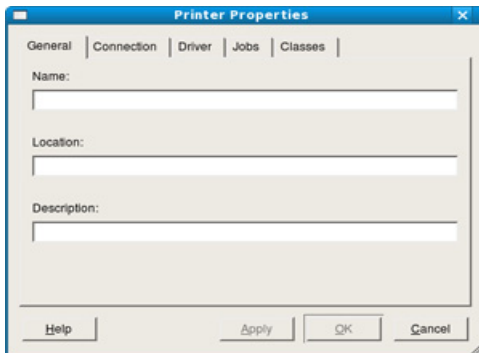 Printer Properties
General Connection Driver Jobs Classes
Name:
Location:
Description:
Help Apply OK Cancel